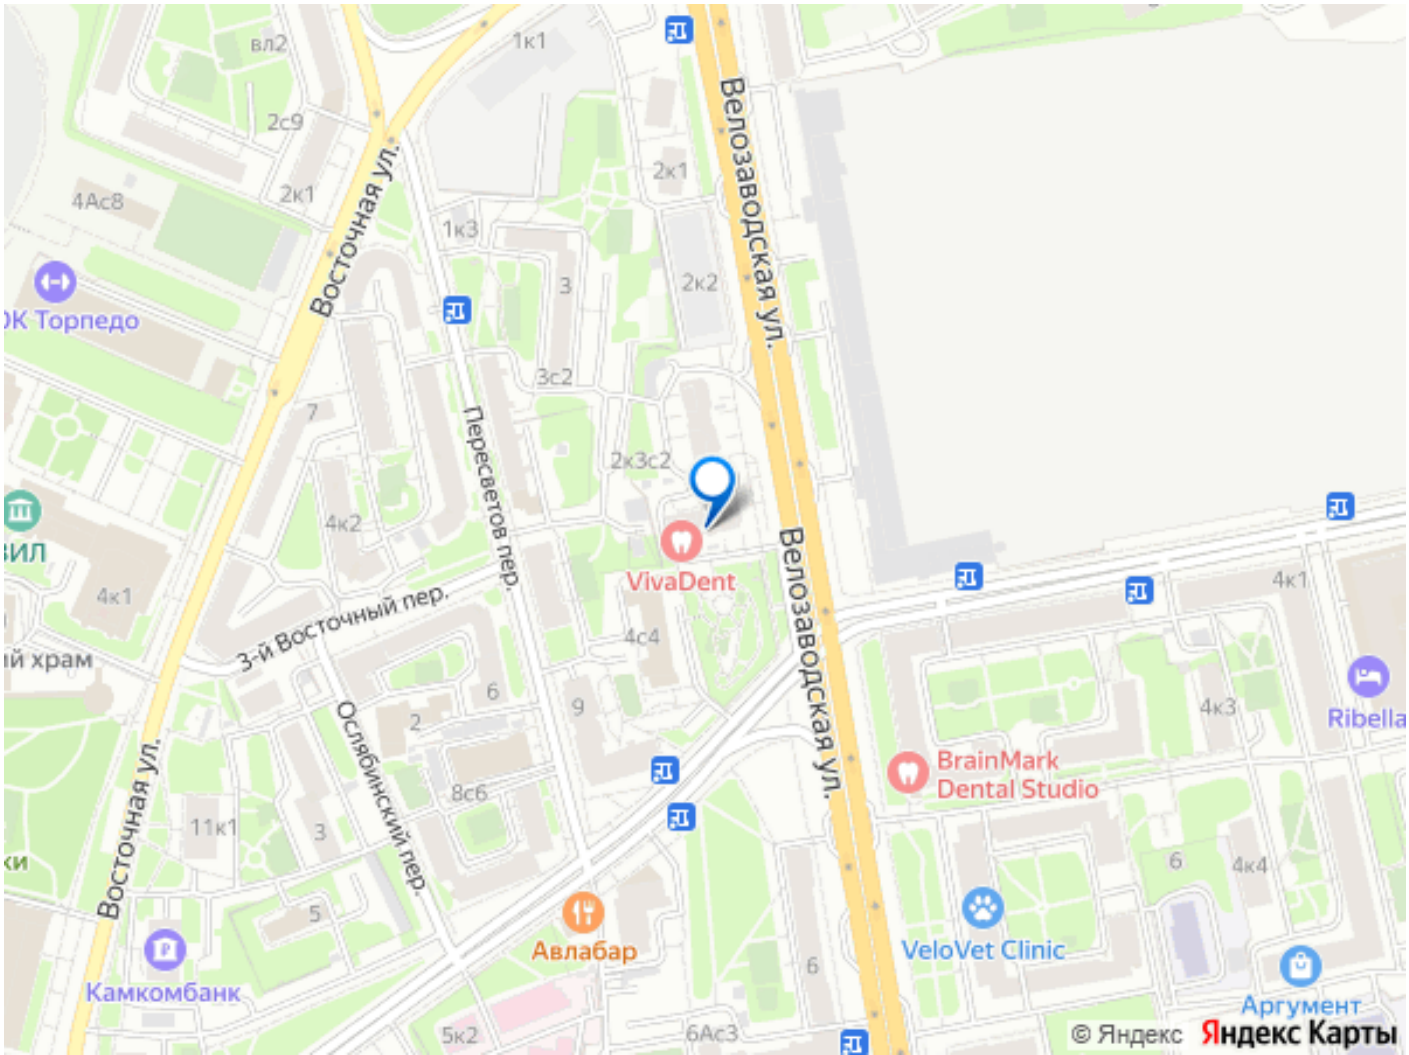 вл2
1к1
2с9
Велозаводская ул.
2к1
4Ас8
2к1
Восточная ул.
1к3
3
2к2
ОК Торпедо
3с2
7
Пересветов пер.
2к3с2
4к2
ЗИЛ
VivaDent
4к1
4к1
3-й Восточный пер.
Велозаводская ул.
4с4
ий храм
6
9
2
4к3
Ribella
Ослябинский пер.
Восточная ул.
BrainMark
Dental Studio
8с6
11к1
3
ки
6
4к4
5
Авлабар
VeloVet Clinic
6
Камкомбанк
Аргумент
5к2
6Ас3
© Яндекс Яндекс Карты